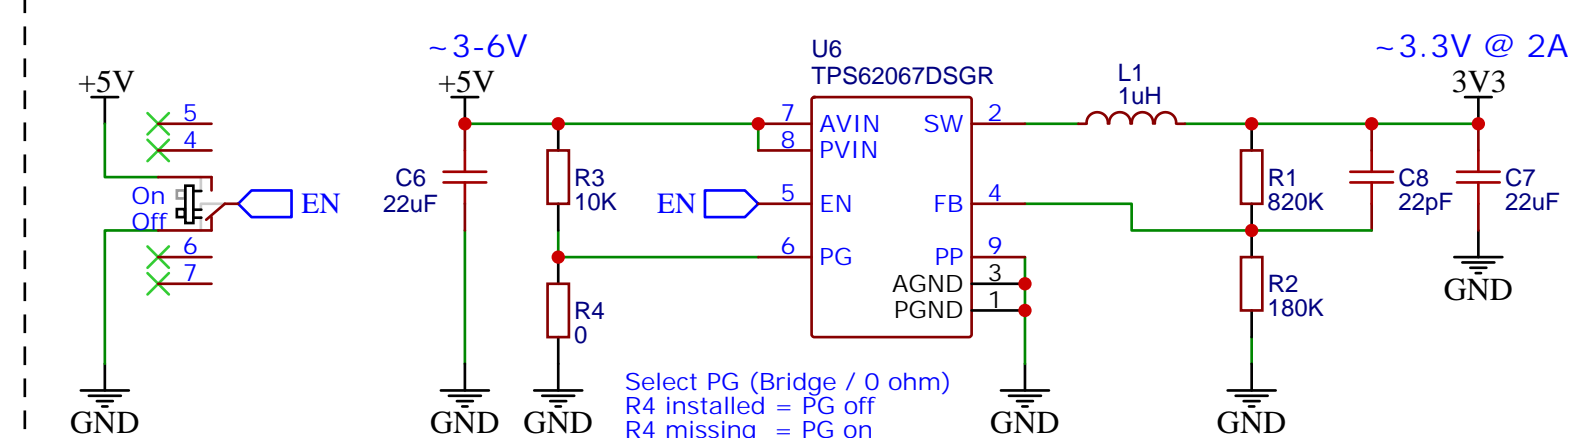 ~3-6V
~3.3V @ 2A
+5V
5
4
On
Off
6
7
EN
GND
+5V
C6
22uF
GND
R3
10K
R4
0
GND
EN
U6
TPS62067DSGR
7 AVIN
8 PVIN
5 EN
6 PG
SW 2
FB 4
PP 9
AGND 3
PGND 1
GND
L1
1uH
3V3
R1
820K
R2
180K
GND
C8
22pF
C7
22uF
GND
Select PG (Bridge / 0 ohm)
R4 installed = PG off
R4 missing = PG on